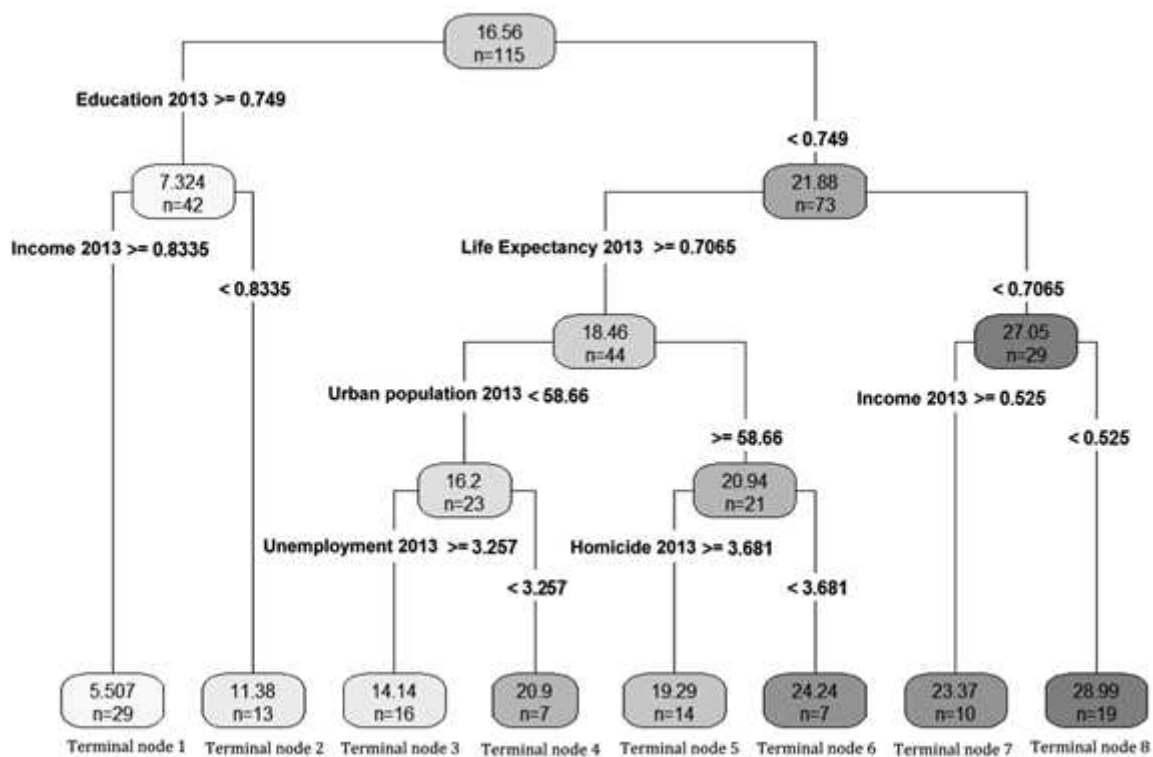 16.56
n=115
Education 2013 >= 0.749
< 0.749
7.324
n=42
21.88
n=73
Income 2013 >= 0.8335
Life Expectancy 2013 >= 0.7065
< 0.8335
< 0.7065
18.46
n=44
27.05
n=29
Urban population 2013 < 58.66
Income 2013 >= 0.525
>= 58.66
< 0.525
16.2
n=23
20.94
n=21
Unemployment 2013 >= 3.257
Homicide 2013 >= 3.681
< 3.257
< 3.681
5.507
n=29
11.38
n=13
14.14
n=16
20.9
n=7
19.29
n=14
24.24
n=7
23.37
n=10
28.99
n=19
Terminal node 1
Terminal node 2
Terminal node 3
Terminal node 4
Terminal node 5
Terminal node 6
Terminal node 7
Terminal node 8